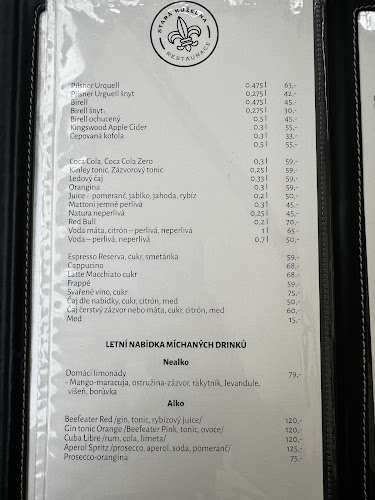 STARÁ KUŽELNA
RESTAURACE
Pilsner Urquell 0,475 l 63,-
Pilsner Urguell šnyt 0,275 l 42,-
Birell 0,475 l 45,-
Birell šnyt 0,275 l 30,-
Birell ochucený 0,5 l 45,-
Kingswood Apple Cider 0,3 l 55,-
Čepovaná kofola 0,3 l 33,-
0,5 l 55,-
Coca Cola, Coca Cola Zero 0,3 l 59,-
Kinley tonic, Zázvorový tonic 0,25 l 59,-
Ledový čaj 0,33 l 59,-
Orangina 0,3 l 59,-
Juice - pomeranč, jablko, jahoda, rybíz 0,2 l 50,-
Mattoni jemně perlivá 0,3 l 45,-
Natura neperlivá 0,25 l 45,-
Red Bull 0,2 l 70,-
Voda máta, citrón – perlivá, neperlivá 1 l 65,-
Voda – perlivá, neperlivá 0,7 l 50,-
Espresso Reserva, cukr, smetánka 59,-
Cappucino 68,-
Latte Macchiato cukr 68,-
Frappé 59,-
Svařené víno, cukr 75,-
Čaj dle nabídky, cukr, citrón, med 50,-
Čaj čerstvý zázvor nebo máta, cukr, citrón, med 60,-
Med 15,-
LETNÍ NABÍDKA MÍCHANÝCH DRINKŮ
Nealko
Domácí limonády 79,-
- Mango-maracuja, ostružina-zázvor, rakytník, levandule,
višeň, borůvka
Alko
Beefeater Red /gin, tonic, rybízový juice/ 120,-
Gin tonic Orange /Beefeater Pink, tonic, ovoce/ 120,-
Cuba Libre /rum, cola, limeta/ 120,-
Aperol Spritz /prosecco, aperol, soda, pomeranč/ 125,-
Prosecco-orangina 75,-